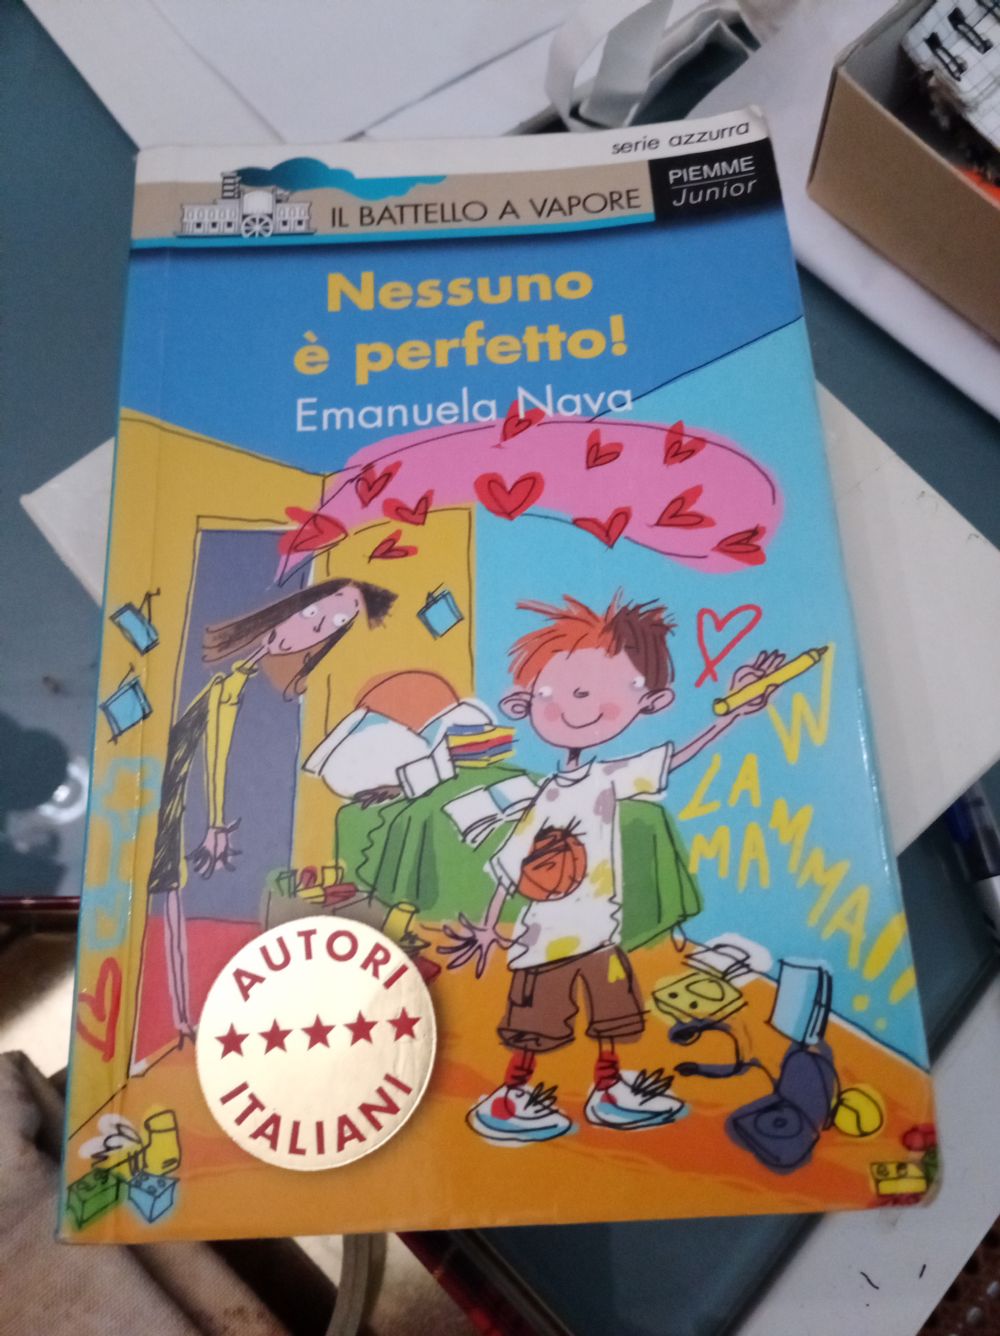 serie azzurra
PIEMME
Junior
IL BATTELLO A VAPORE
Nessuno
è perfetto!
Emanuela Nava
W
LA
MAMMA!!
AUTORI
ITALIANI